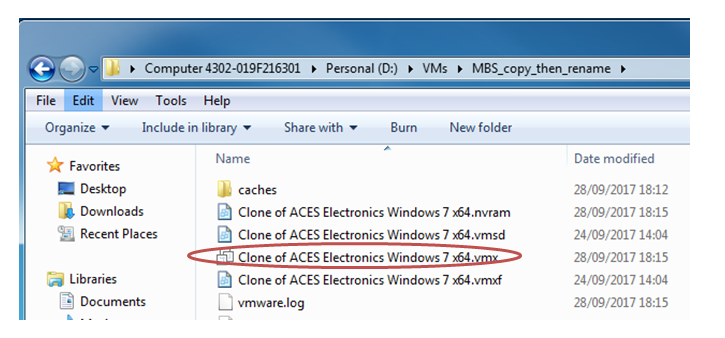 Computer 4302-019F216301 Personal (D:) VMs MBS_copy_then_rename
File Edit View Tools Help
Organize Include in library Share with Burn New folder
Name Date modified
Favorites
Desktop
Downloads
Recent Places
Libraries
Documents
caches 28/09/2017 18:12
Clone of ACES Electronics Windows 7 x64.nvram 28/09/2017 18:15
Clone of ACES Electronics Windows 7 x64.vmsd 24/09/2017 14:04
Clone of ACES Electronics Windows 7 x64.vmx 28/09/2017 18:15
Clone of ACES Electronics Windows 7 x64.vmxf 24/09/2017 14:04
vmware.log 28/09/2017 18:15